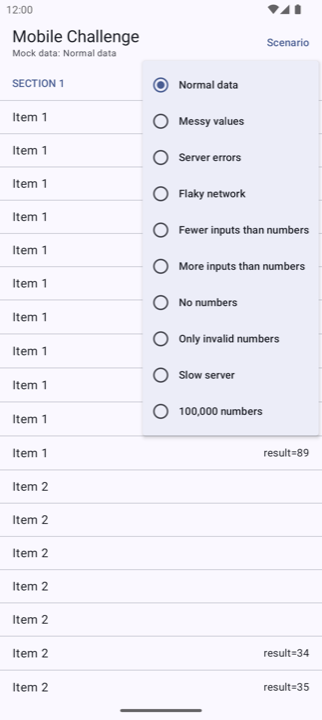 12:00
Mobile Challenge
Mock data: Normal data
Scenario
SECTION 1
Normal data
Item 1
Messy values
Item 1
Server errors
Item 1
Flaky network
Item 1
Fewer inputs than numbers
Item 1
More inputs than numbers
Item 1
No numbers
Item 1
Only invalid numbers
Item 1
Slow server
Item 1
100,000 numbers
Item 1
Item 1 result=89
Item 2
Item 2
Item 2
Item 2
Item 2
Item 2 result=34
Item 2 result=35